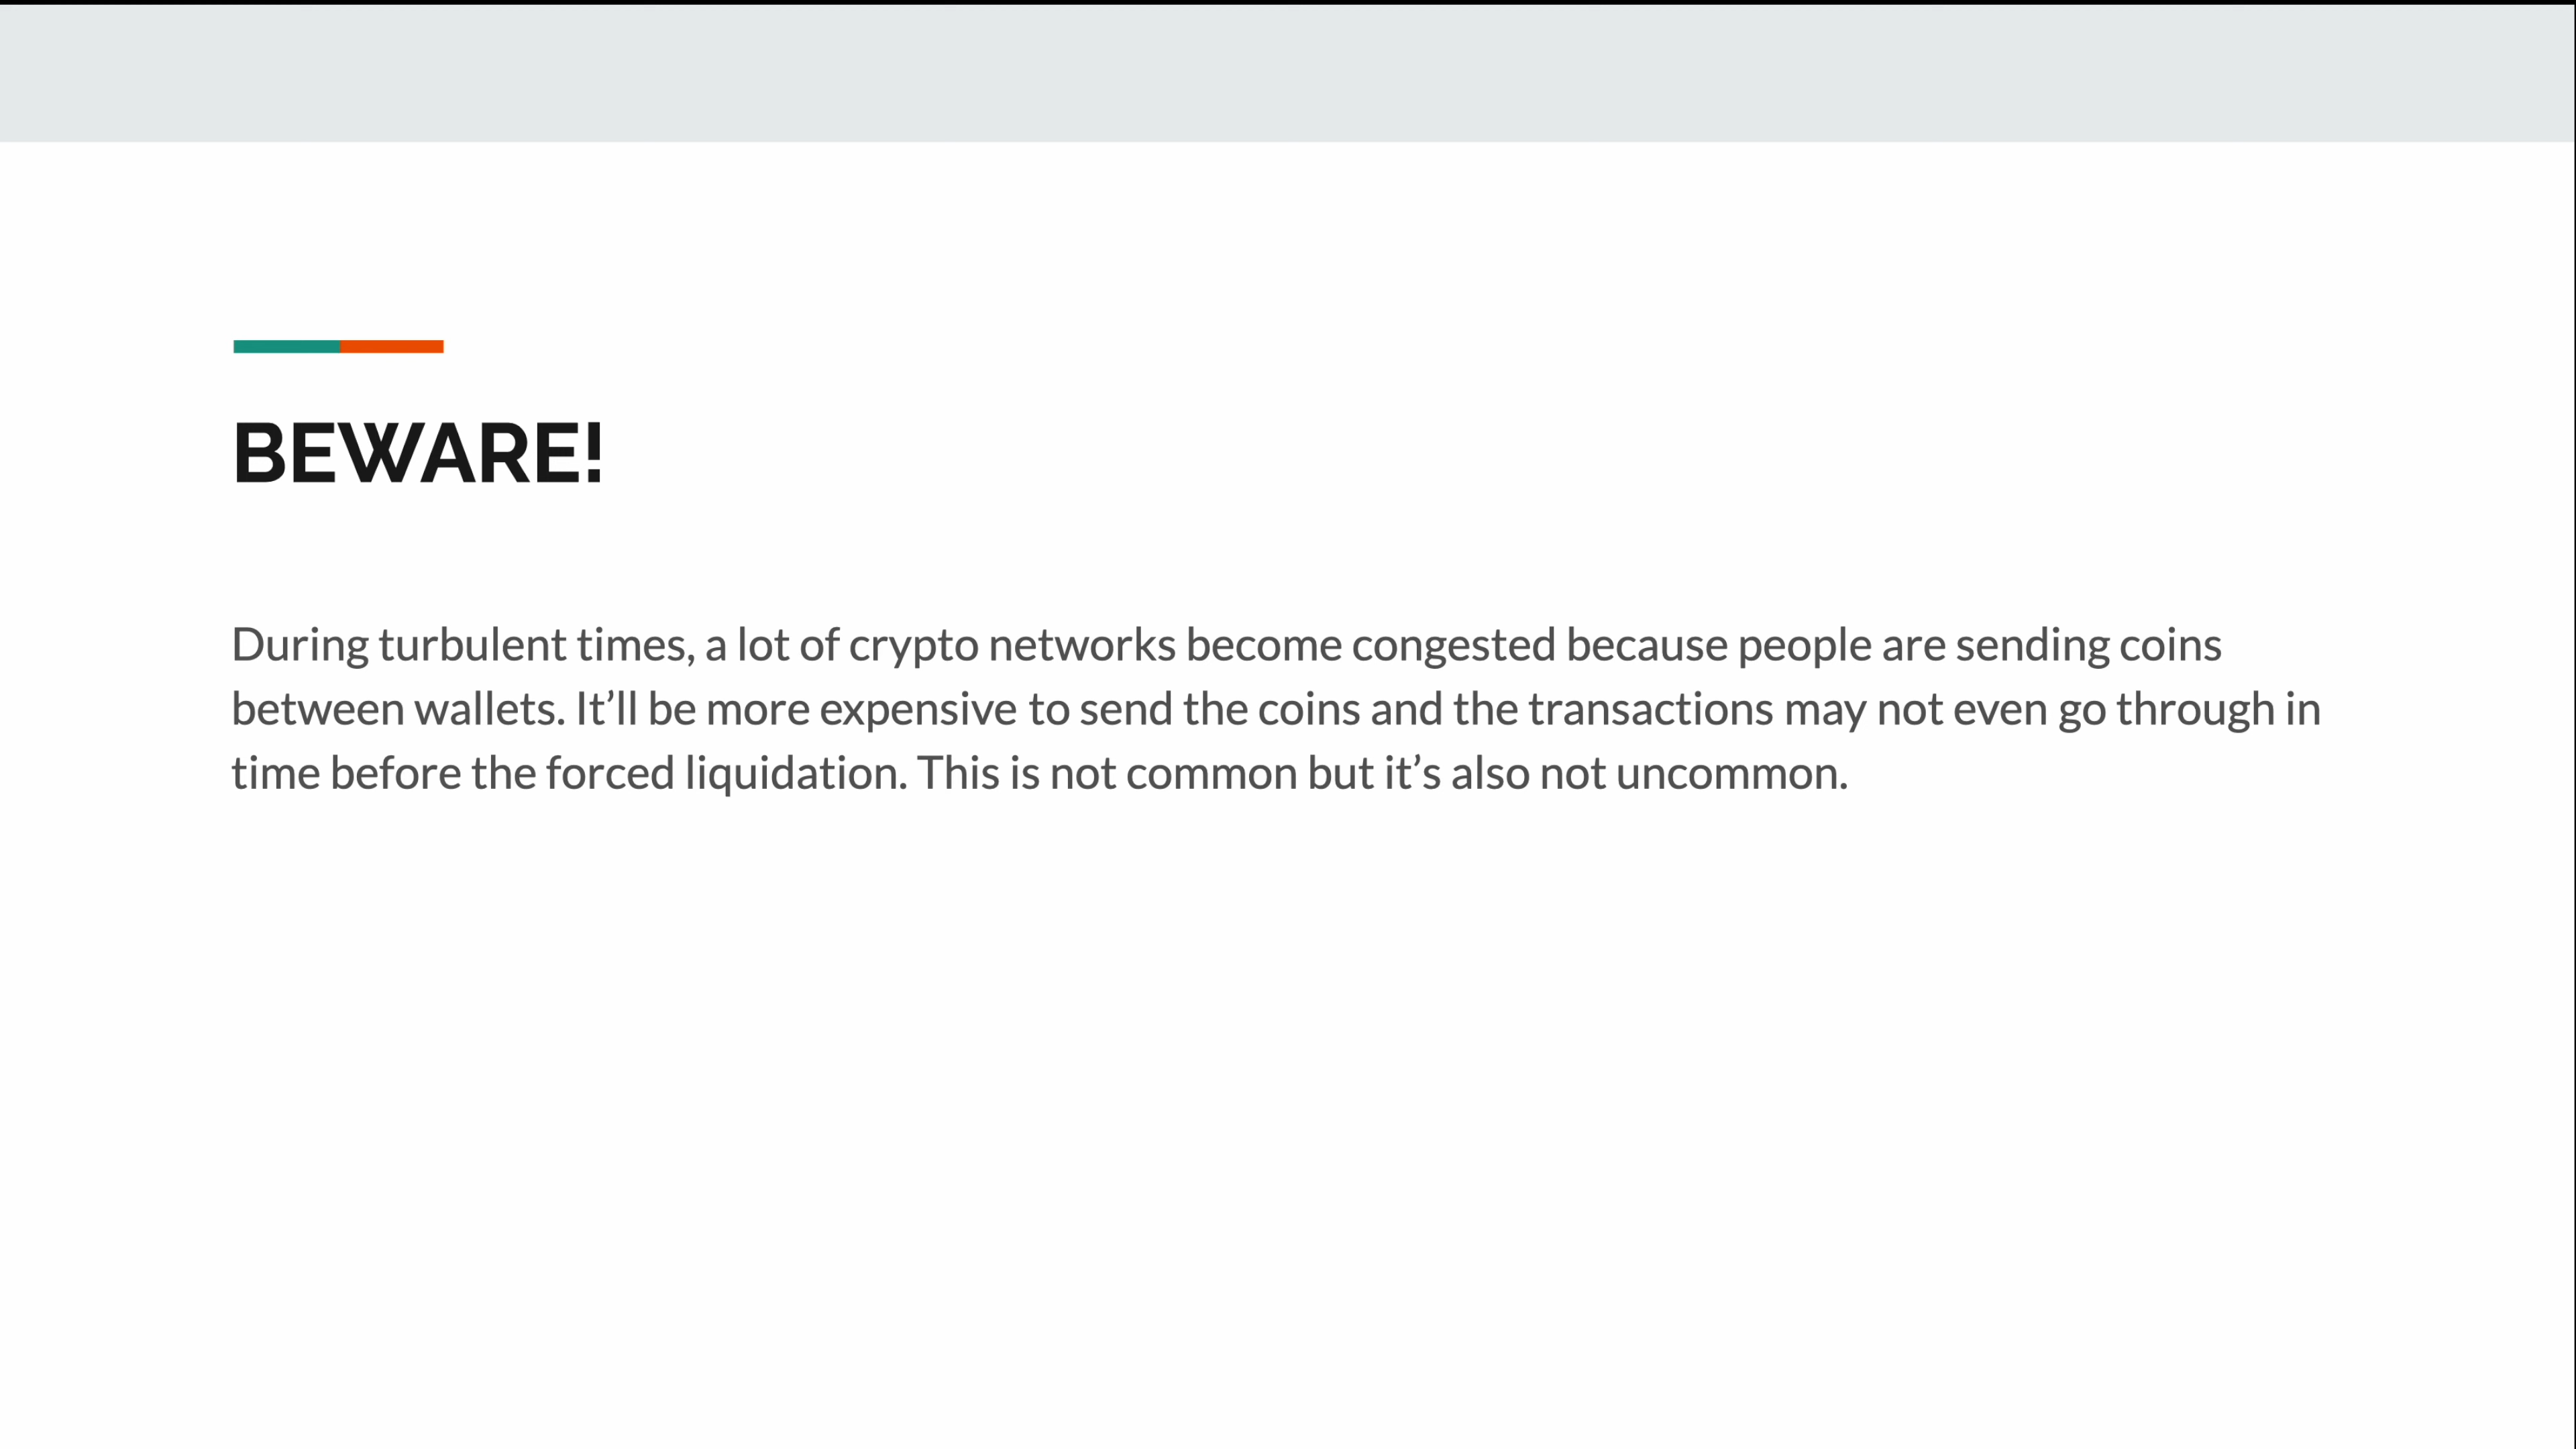 BEWARE!
During turbulent times, a lot of crypto networks become congested because people are sending coins
between wallets. It’ll be more expensive to send the coins and the transactions may not even go through in
time before the forced liquidation. This is not common but it’s also not uncommon.